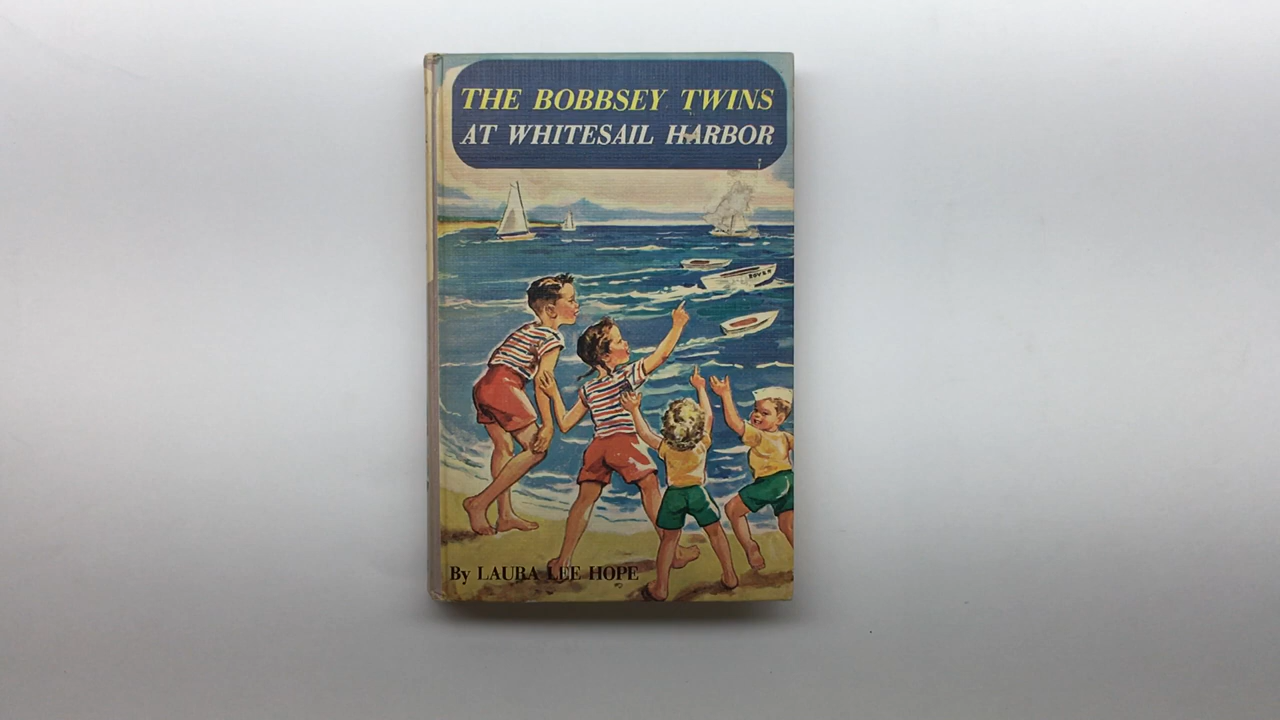 THE BOBBSEY TWINS
AT WHITESAIL HARBOR
By LAURA LEE HOPE